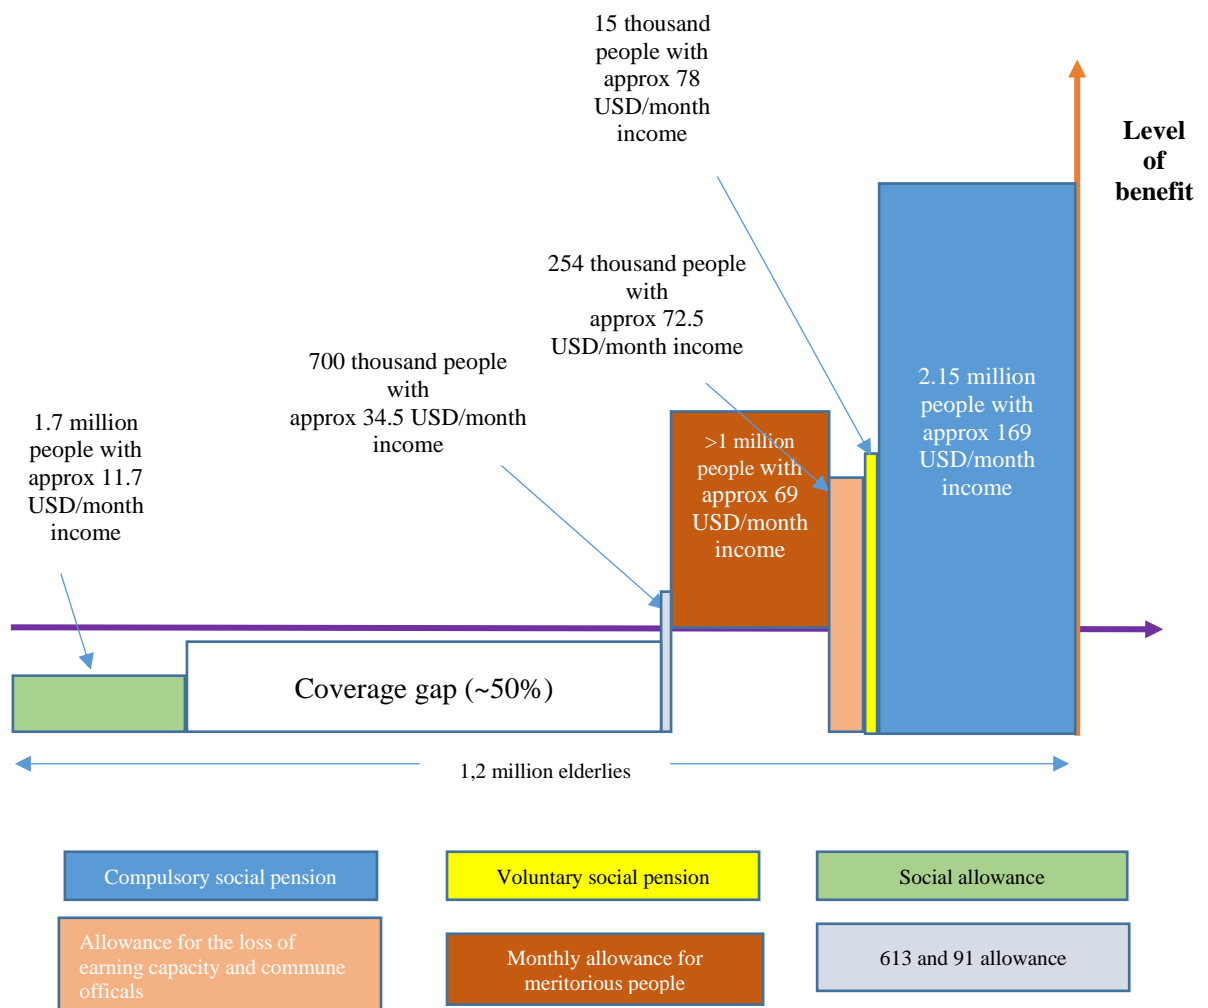 15 thousand
people with
approx 78
USD/month
income
Level
of
benefit
254 thousand people
with
approx 72.5
USD/month income
700 thousand people
with
approx 34.5 USD/month
income
1.7 million
people with
approx 11.7
USD/month
income
>1 million
people with
approx 69
USD/month
income
2.15 million
people with
approx 169
USD/month
income
Coverage gap (~50%)
1,2 million elderlies
Compulsory social pension
Voluntary social pension
Social allowance
Allowance for the loss of
earning capacity and commune
officals
Monthly allowance for
meritorious people
613 and 91 allowance